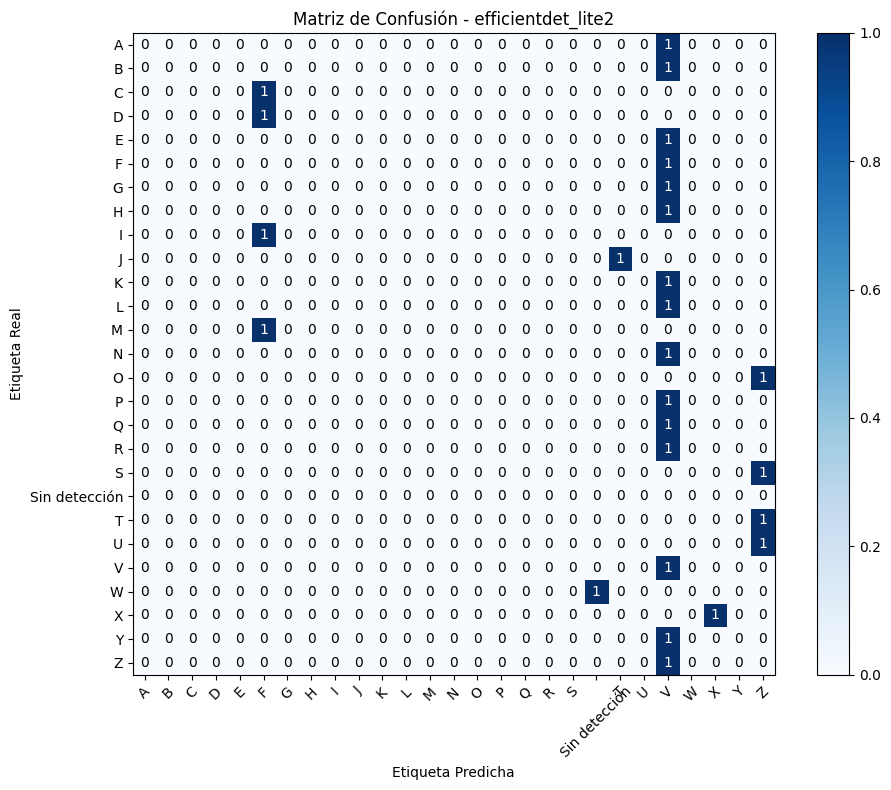 Matriz de Confusión - efficientdet_lite2
A 0 0 0 0 0 0 0 0 0 0 0 0 0 0 0 0 0 0 0 0 0 0 1 0 0 0 0
B 0 0 0 0 0 0 0 0 0 0 0 0 0 0 0 0 0 0 0 0 0 0 1 0 0 0 0
C 0 0 0 0 0 1 0 0 0 0 0 0 0 0 0 0 0 0 0 0 0 0 0 0 0 0 0
D 0 0 0 0 0 1 0 0 0 0 0 0 0 0 0 0 0 0 0 0 0 0 0 0 0 0 0
E 0 0 0 0 0 0 0 0 0 0 0 0 0 0 0 0 0 0 0 0 0 0 1 0 0 0 0
F 0 0 0 0 0 0 0 0 0 0 0 0 0 0 0 0 0 0 0 0 0 0 1 0 0 0 0
G 0 0 0 0 0 0 0 0 0 0 0 0 0 0 0 0 0 0 0 0 0 0 1 0 0 0 0
H 0 0 0 0 0 0 0 0 0 0 0 0 0 0 0 0 0 0 0 0 0 0 1 0 0 0 0
I 0 0 0 0 0 1 0 0 0 0 0 0 0 0 0 0 0 0 0 0 0 0 0 0 0 0 0
J 0 0 0 0 0 0 0 0 0 0 0 0 0 0 0 0 0 0 0 0 1 0 0 0 0 0 0
K 0 0 0 0 0 0 0 0 0 0 0 0 0 0 0 0 0 0 0 0 0 0 1 0 0 0 0
L 0 0 0 0 0 0 0 0 0 0 0 0 0 0 0 0 0 0 0 0 0 0 1 0 0 0 0
M 0 0 0 0 0 1 0 0 0 0 0 0 0 0 0 0 0 0 0 0 0 0 0 0 0 0 0
N 0 0 0 0 0 0 0 0 0 0 0 0 0 0 0 0 0 0 0 0 0 0 1 0 0 0 0
O 0 0 0 0 0 0 0 0 0 0 0 0 0 0 0 0 0 0 0 0 0 0 0 0 0 0 1
P 0 0 0 0 0 0 0 0 0 0 0 0 0 0 0 0 0 0 0 0 0 0 1 0 0 0 0
Q 0 0 0 0 0 0 0 0 0 0 0 0 0 0 0 0 0 0 0 0 0 0 1 0 0 0 0
R 0 0 0 0 0 0 0 0 0 0 0 0 0 0 0 0 0 0 0 0 0 0 1 0 0 0 0
S 0 0 0 0 0 0 0 0 0 0 0 0 0 0 0 0 0 0 0 0 0 0 0 0 0 0 1
Sin detección 0 0 0 0 0 0 0 0 0 0 0 0 0 0 0 0 0 0 0 0 0 0 0 0 0 0 0
T 0 0 0 0 0 0 0 0 0 0 0 0 0 0 0 0 0 0 0 0 0 0 0 0 0 0 1
U 0 0 0 0 0 0 0 0 0 0 0 0 0 0 0 0 0 0 0 0 0 0 0 0 0 0 1
V 0 0 0 0 0 0 0 0 0 0 0 0 0 0 0 0 0 0 0 0 0 0 1 0 0 0 0
W 0 0 0 0 0 0 0 0 0 0 0 0 0 0 0 0 0 0 0 1 0 0 0 0 0 0 0
X 0 0 0 0 0 0 0 0 0 0 0 0 0 0 0 0 0 0 0 0 0 0 0 0 1 0 0
Y 0 0 0 0 0 0 0 0 0 0 0 0 0 0 0 0 0 0 0 0 0 0 1 0 0 0 0
Z 0 0 0 0 0 0 0 0 0 0 0 0 0 0 0 0 0 0 0 0 0 0 1 0 0 0 0
A B C D E F G H I J K L M N O P Q R S Sin detección T U V W X Y Z
Etiqueta Predicha
Etiqueta Real
1.0
0.8
0.6
0.4
0.2
0.0